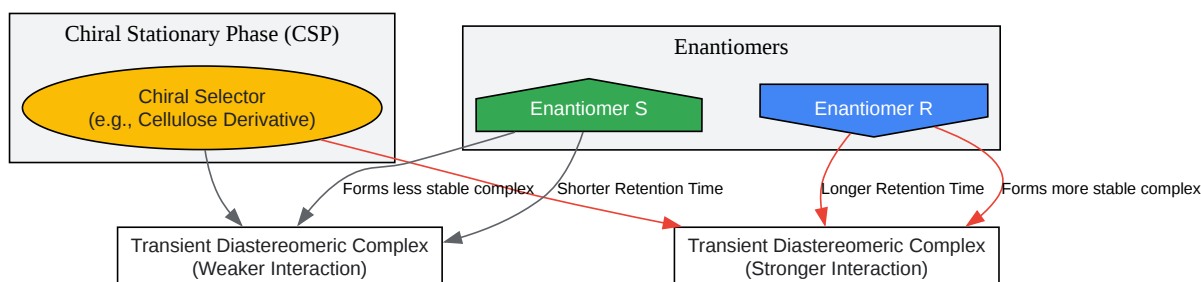 Chiral Stationary Phase (CSP)
Enantiomers
Chiral Selector
(e.g., Cellulose Derivative)
Enantiomer S
Enantiomer R
Forms less stable complex
Shorter Retention Time
Longer Retention Time
Forms more stable complex
Transient Diastereomeric Complex
(Weaker Interaction)
Transient Diastereomeric Complex
(Stronger Interaction)